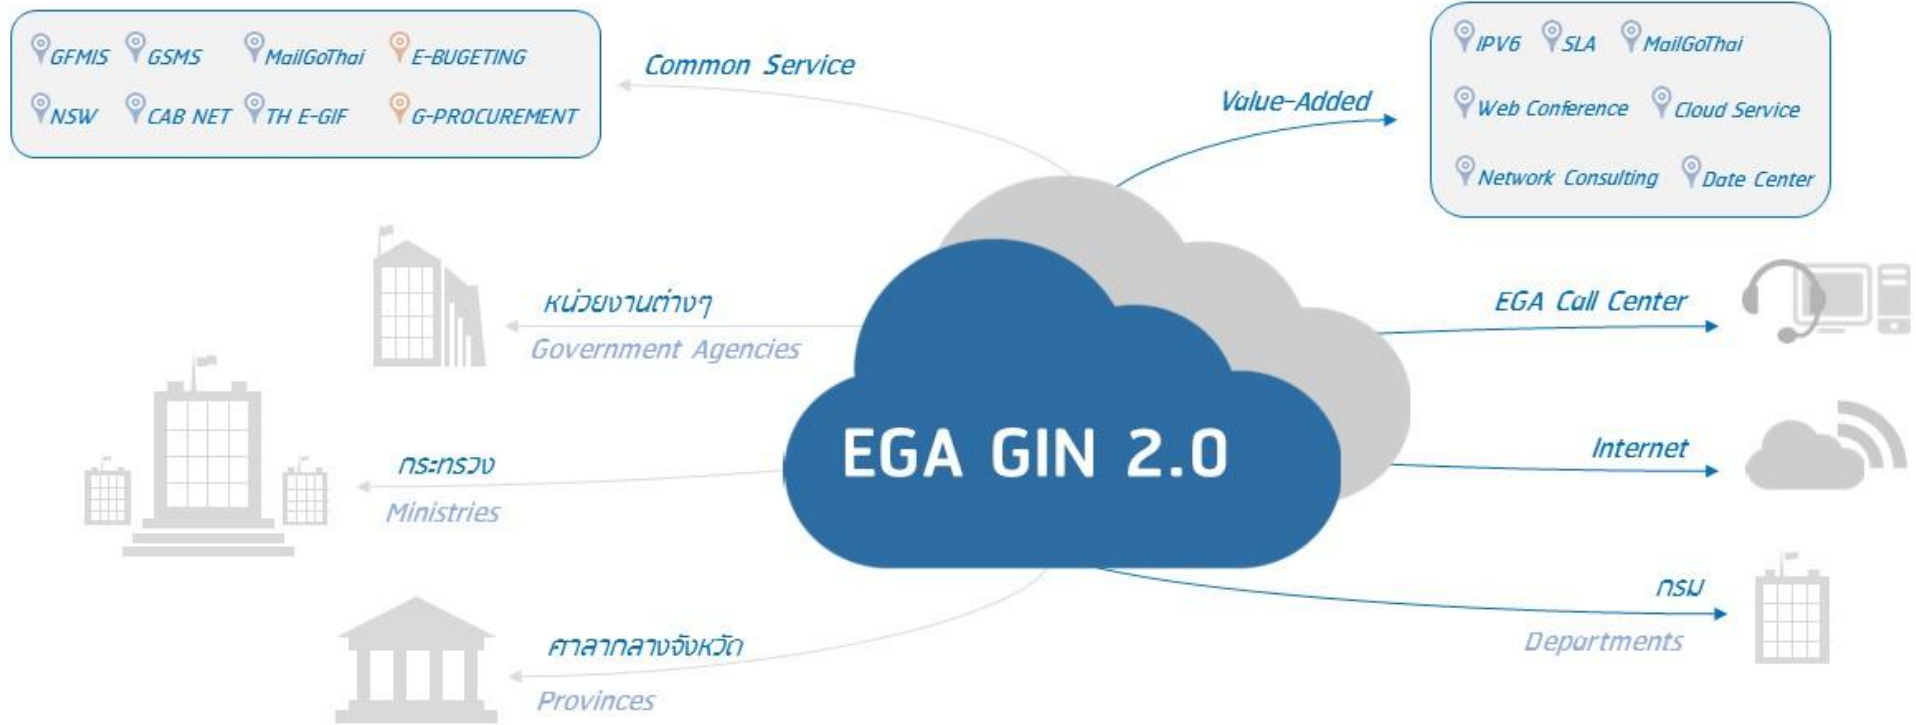 GFMIS GSMS MailGoThai E-BUGETING
NSW CAB NET TH E-GIF G-PROCUREMENT
Common Service
Value-Added
IPV6 SLA MailGoThai
Web Conference Cloud Service
Network Consulting Date Center
หน่วยงานต่างๆ
Government Agencies
EGA Call Center
EGA GIN 2.0
กระทรวง
Ministries
Internet
กรม
Departments
ศาลากลางจังหวัด
Provinces